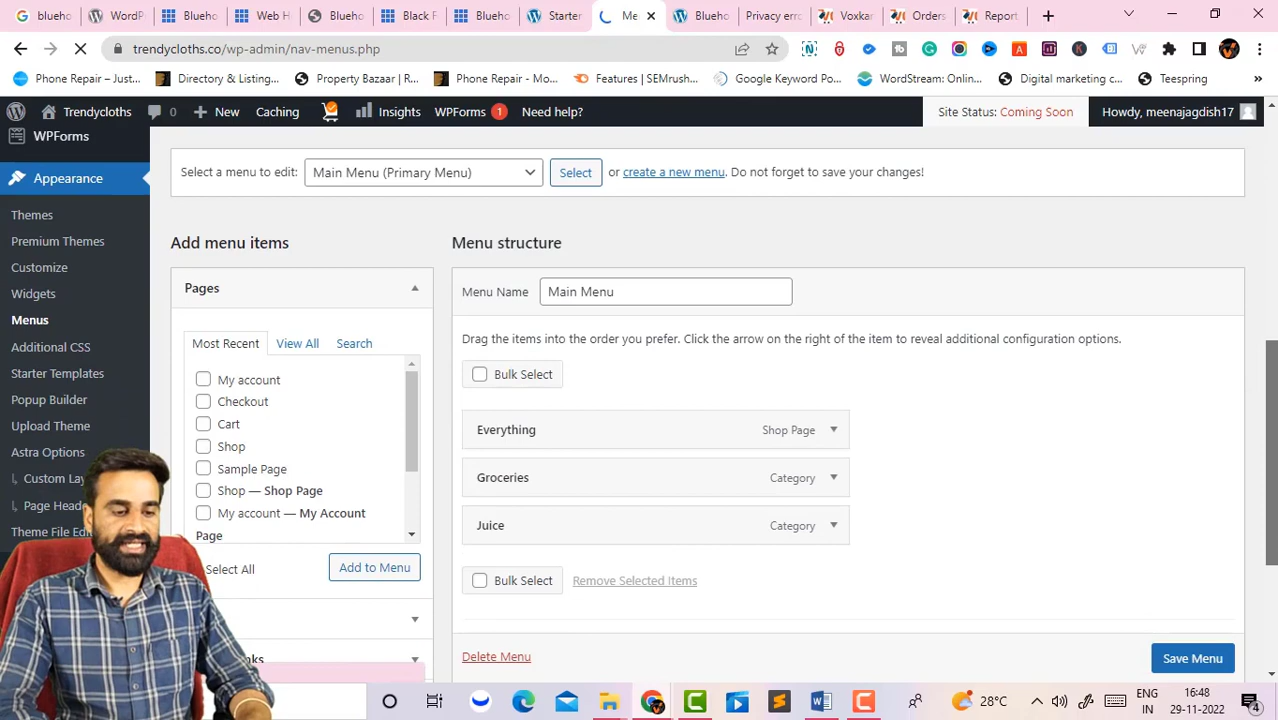 blueho
WordP
Blueho
Web H
Blueho
Black F
Blueho
Starter
Me
Blueh
Privacy erro
Voxka
Orders
Report
trendycloths.co/wp-admin/nav-menus.php
Phone Repair – Just...
Directory & Listing...
Property Bazaar | R...
Phone Repair - Mo...
Features | SEMrush...
Google Keyword Po...
WordStream: Onlin...
Digital marketing c...
Teespring
Trendycloths
0
New
Caching
Insights
WPForms 1
Need help?
Site Status: Coming Soon
Howdy, meenajagdish17
WPForms
Appearance
Themes
Premium Themes
Customize
Widgets
Menus
Additional CSS
Starter Templates
Popup Builder
Upload Theme
Astra Options
Custom Lay
Page Heade
Theme File Edi
Select a menu to edit:
Main Menu (Primary Menu)
Select
or create a new menu. Do not forget to save your changes!
Add menu items
Pages
Most Recent
View All
Search
My account
Checkout
Cart
Shop
Sample Page
Shop — Shop Page
My account — My Account
Page
Select All
Add to Menu
Menu structure
Menu Name
Main Menu
Drag the items into the order you prefer. Click the arrow on the right of the item to reveal additional configuration options.
Bulk Select
Everything
Shop Page
Groceries
Category
Juice
Category
Bulk Select
Remove Selected Items
Delete Menu
Save Menu
28°C
ENG
IN
16:48
29-11-2022
4